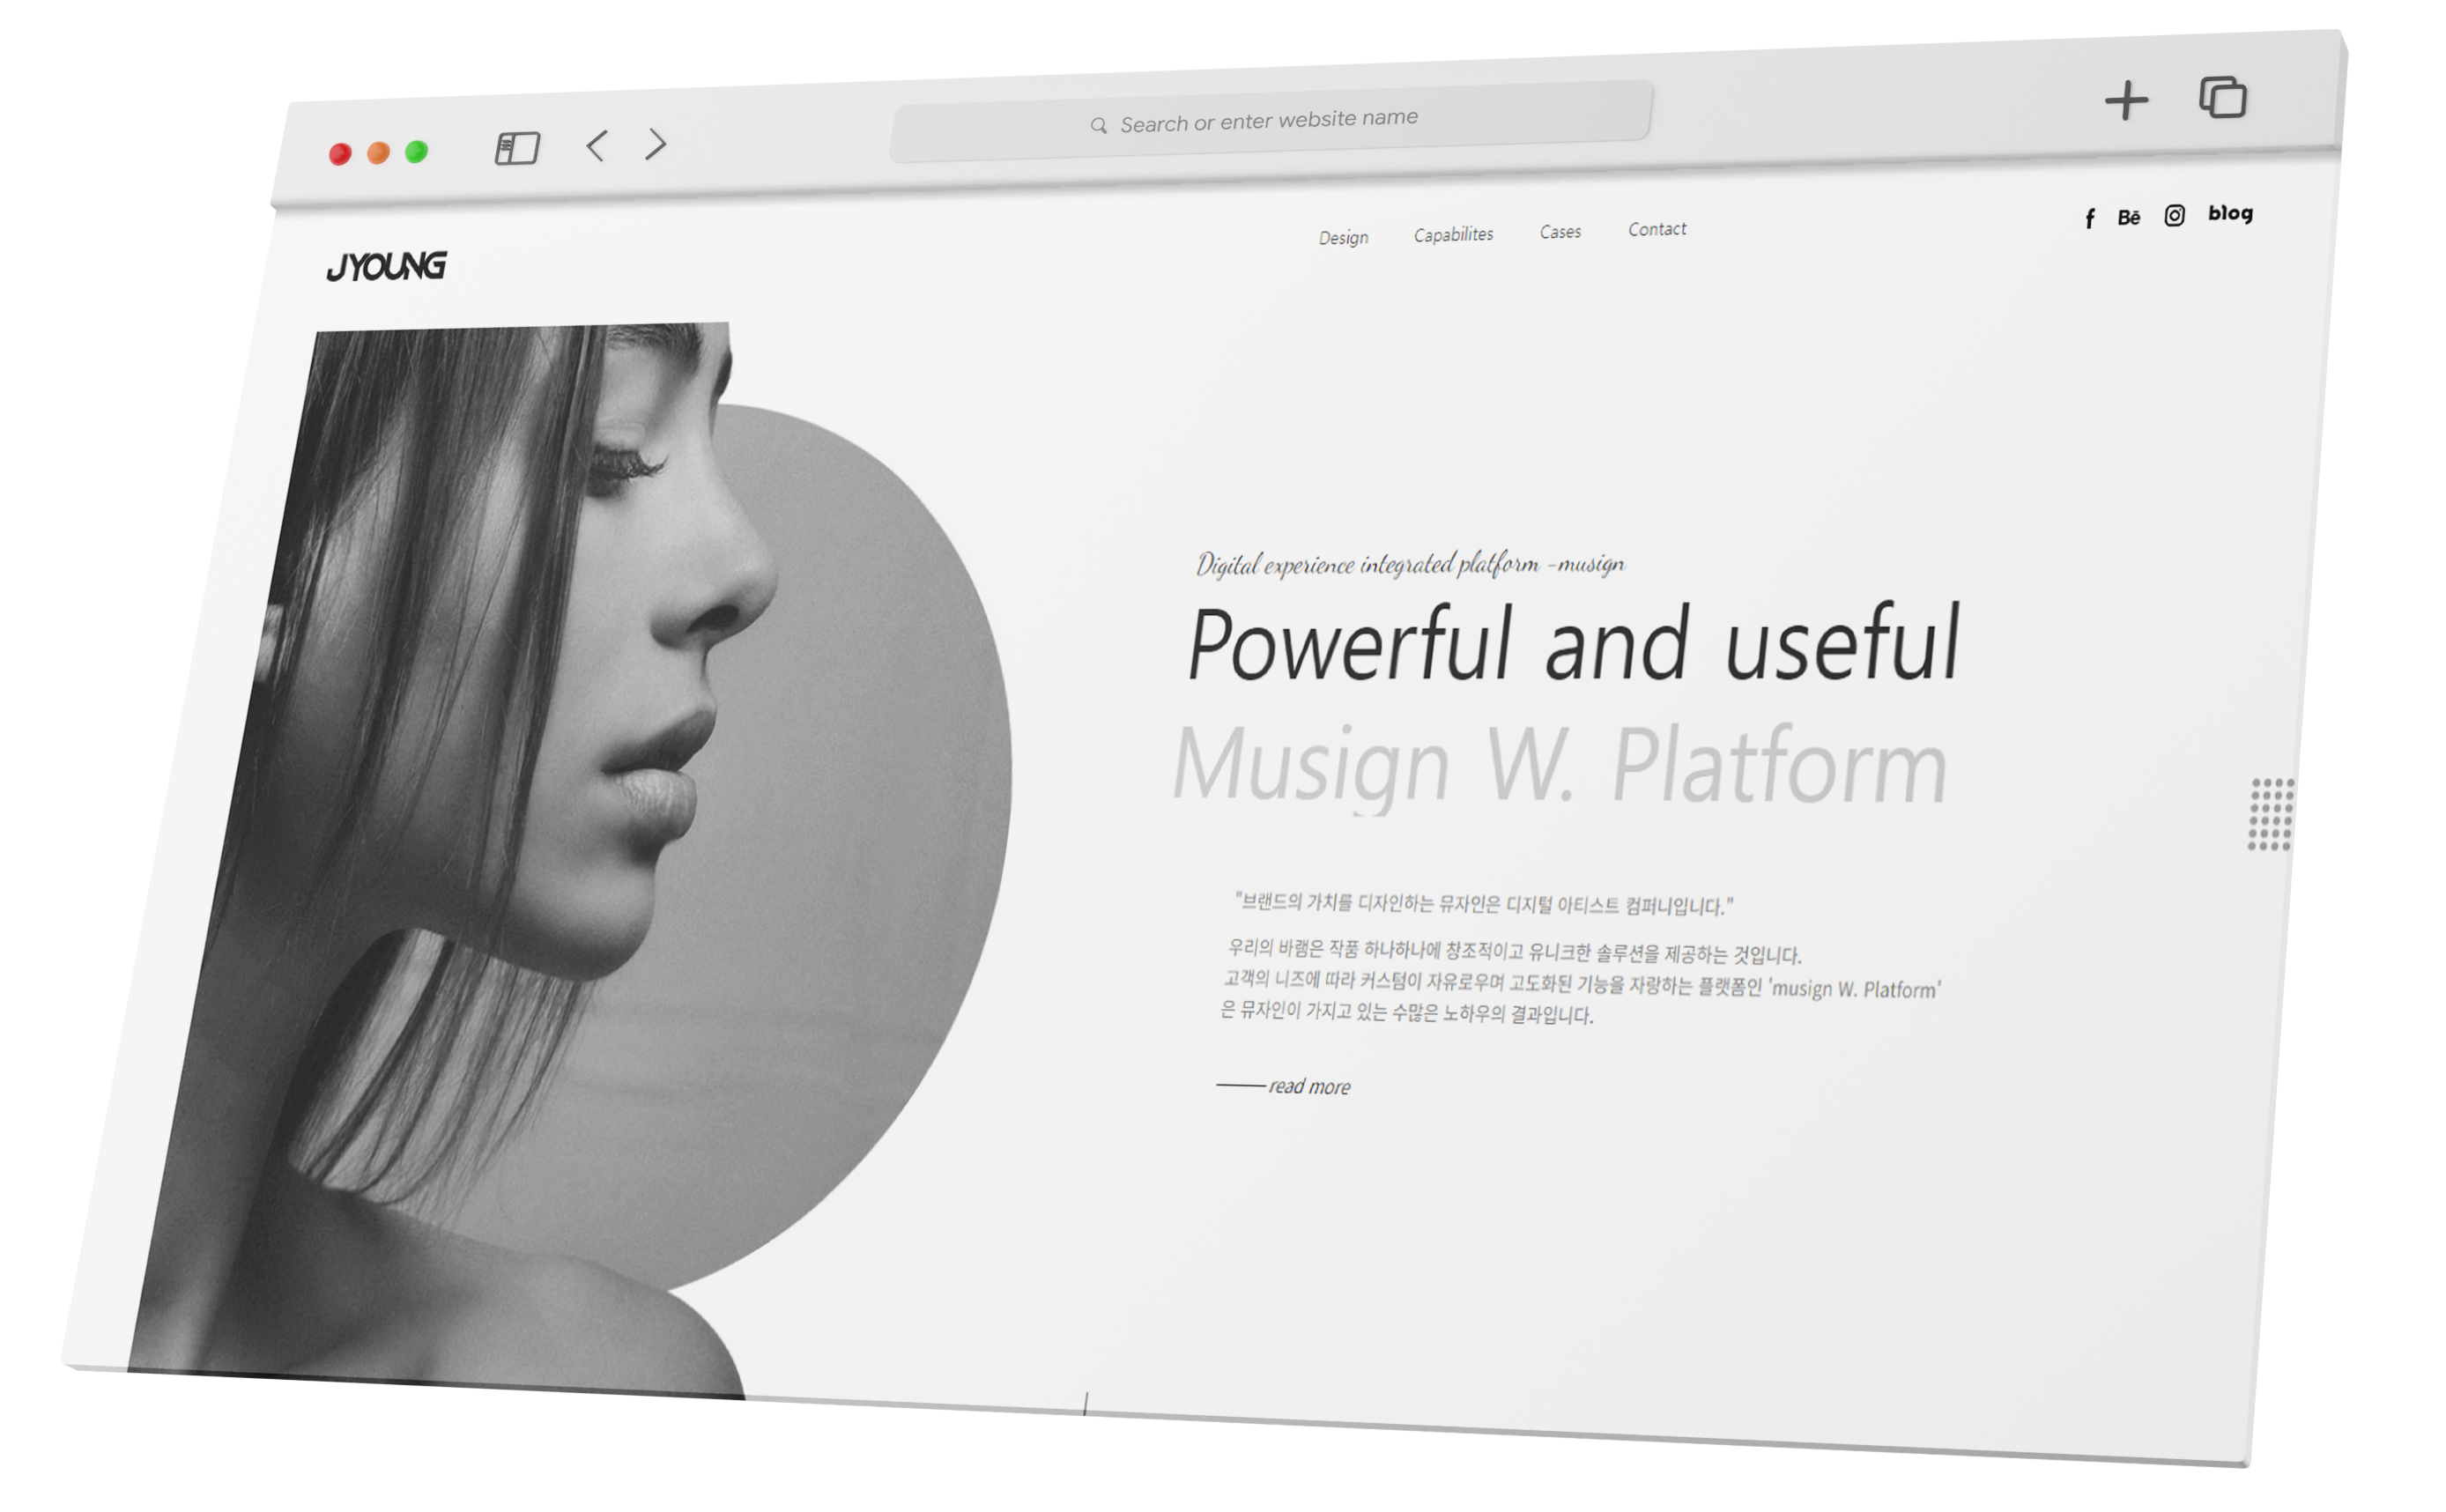 Search or enter website name
JYOUNG
Design Capabilites Cases Contact
f Bē blog
Digital experience integrated platform -musign
Powerful and useful
Musign W. Platform
"브랜드의 가치를 디자인하는 뮤자인은 디지털 아티스트 컴퍼니입니다."
우리의 바램은 작품 하나하나에 창조적이고 유니크한 솔루션을 제공하는 것입니다.
고객의 니즈에 따라 커스텀이 자유로우며 고도화된 기능을 자랑하는 플랫폼인 'musign W. Platform'
은 뮤자인이 가지고 있는 수많은 노하우의 결과입니다.
read more